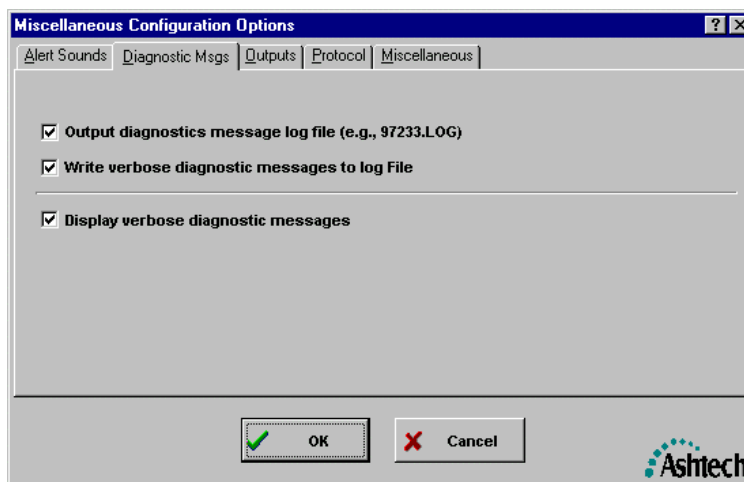 Miscellaneous Configuration Options
Alert Sounds Diagnostic Msgs Outputs Protocol Miscellaneous
Output diagnostics message log file (e.g., 97233.LOG)
Write verbose diagnostic messages to log File
Display verbose diagnostic messages
OK Cancel
Ashtech